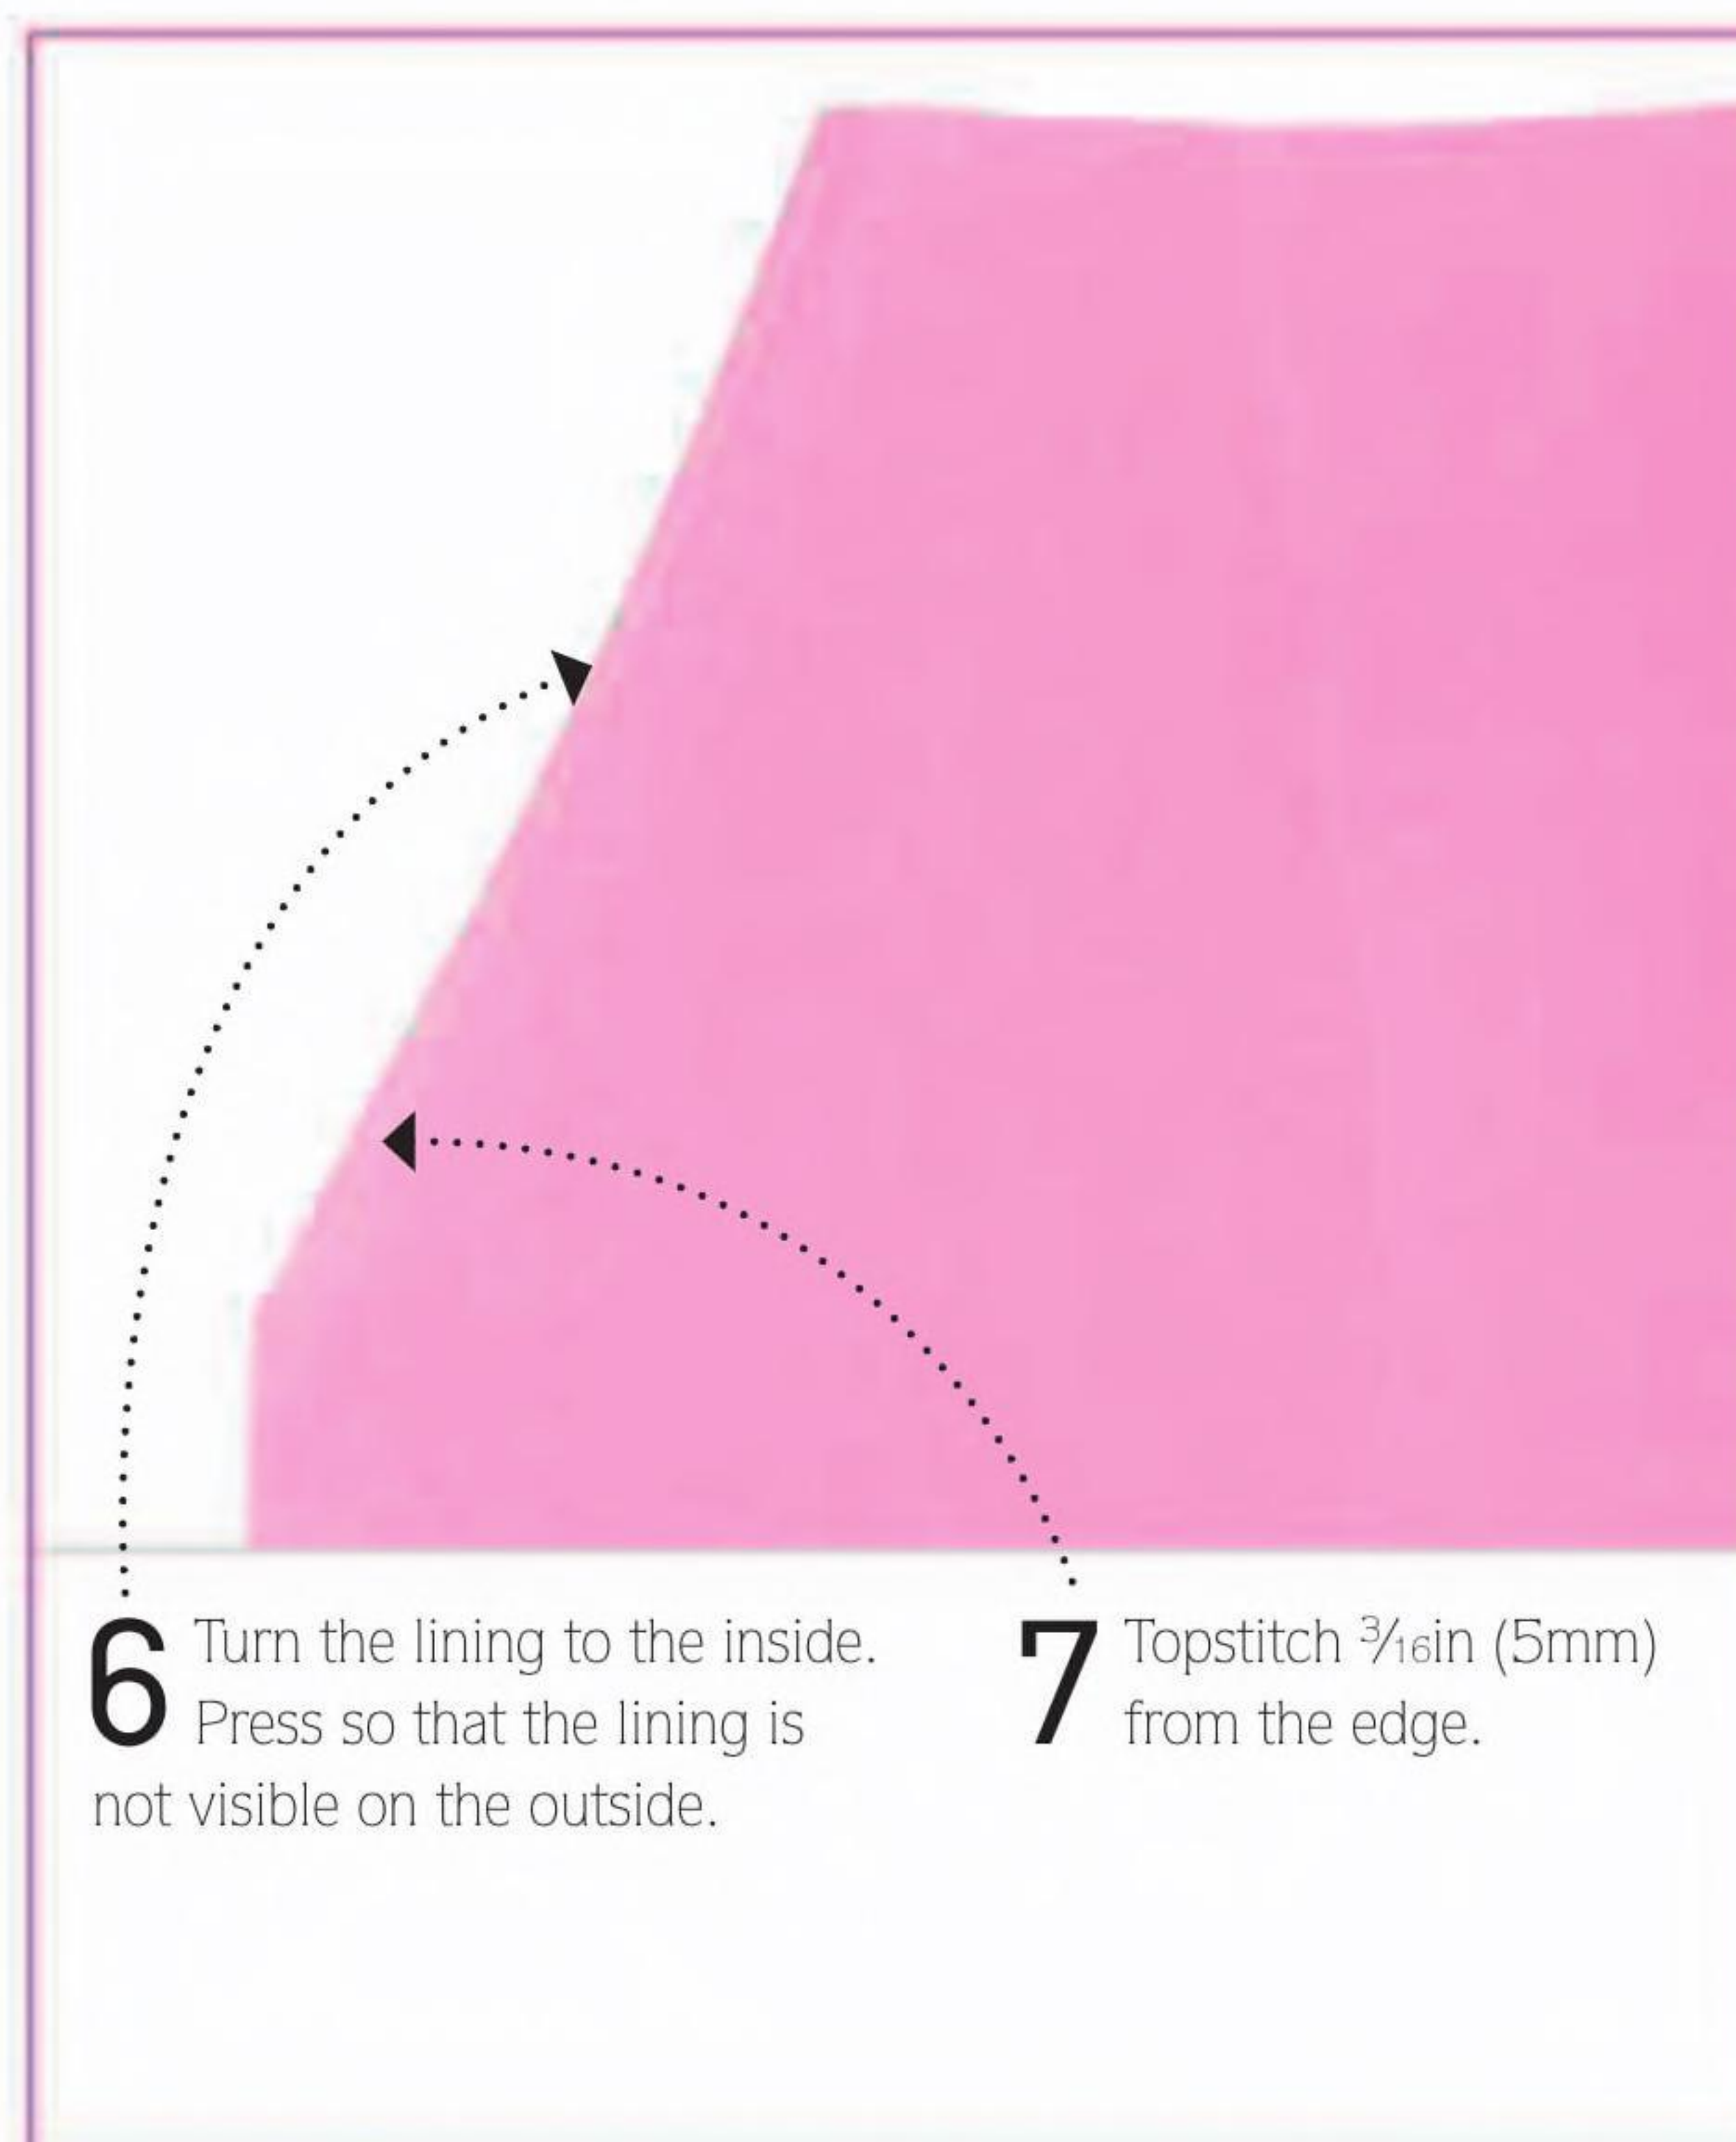 6 Turn the lining to the inside.
Press so that the lining is
not visible on the outside.
7 Topstitch 3/16in (5mm)
from the edge.